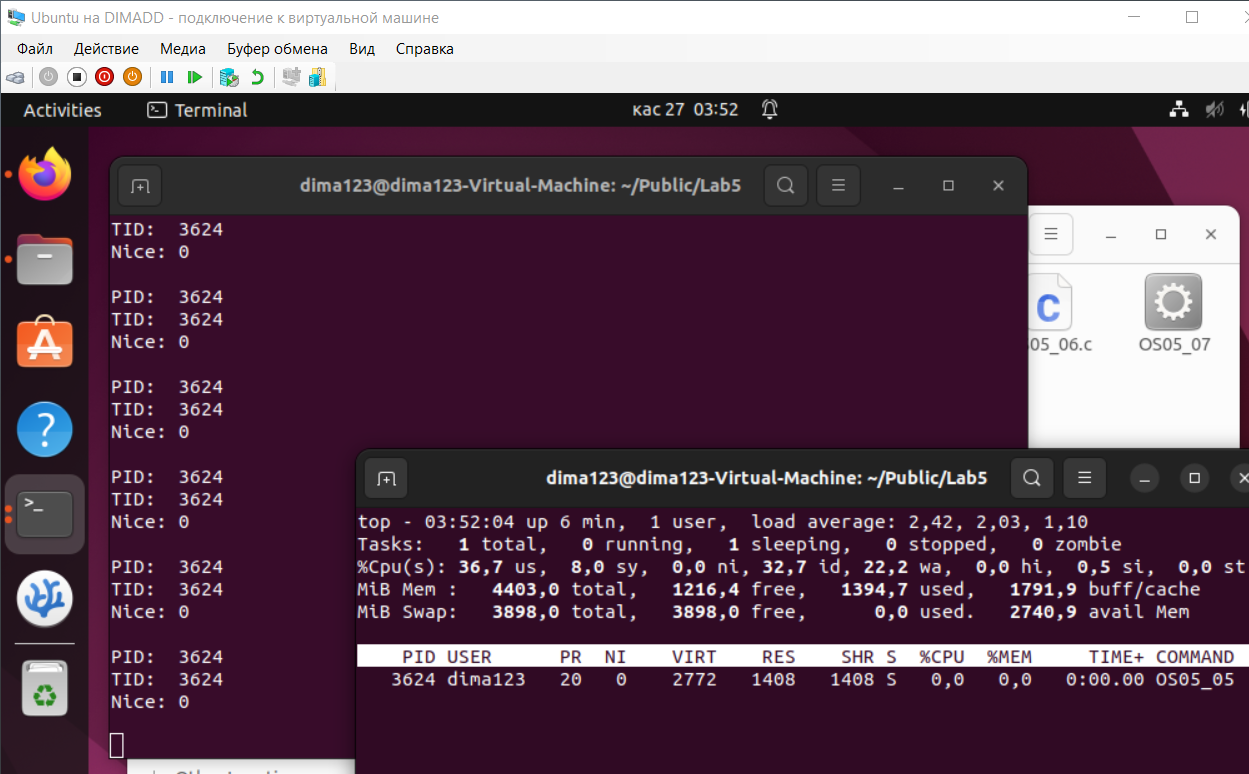 Ubuntu на DIMADD - подключение к виртуальной машине
Файл Действие Медиа Буфер обмена Вид Справка
Activities Terminal кас 27 03:52
dima123@dima123-Virtual-Machine: ~/Public/Lab5
TID: 3624
Nice: 0
PID: 3624
TID: 3624
Nice: 0
PID: 3624
TID: 3624
Nice: 0
PID: 3624
TID: 3624
Nice: 0
PID: 3624
TID: 3624
Nice: 0
PID: 3624
TID: 3624
Nice: 0
C
05_06.c OS05_07
dima123@dima123-Virtual-Machine: ~/Public/Lab5
top - 03:52:04 up 6 min, 1 user, load average: 2,42, 2,03, 1,10
Tasks: 1 total, 0 running, 1 sleeping, 0 stopped, 0 zombie
%Cpu(s): 36,7 us, 8,0 sy, 0,0 ni, 32,7 id, 22,2 wa, 0,0 hi, 0,5 si, 0,0 st
MiB Mem : 4403,0 total, 1216,4 free, 1394,7 used, 1791,9 buff/cache
MiB Swap: 3898,0 total, 3898,0 free, 0,0 used. 2740,9 avail Mem
PID USER PR NI VIRT RES SHR S %CPU %MEM TIME+ COMMAND
3624 dima123 20 0 2772 1408 1408 S 0,0 0,0 0:00.00 OS05_05